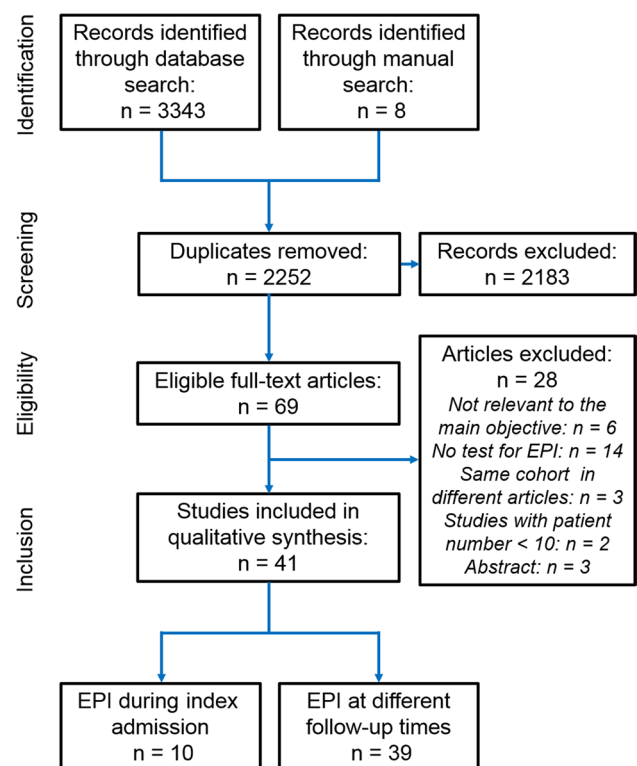 Identification
Records identified
through database
search:
n = 3343
Records identified
through manual
search:
n = 8
Screening
Duplicates removed:
n = 2252
Records excluded:
n = 2183
Eligibility
Eligible full-text articles:
n = 69
Articles excluded:
n = 28
Not relevant to the
main objective: n = 6
No test for EPI: n = 14
Same cohort in
different articles: n = 3
Studies with patient
number < 10: n = 2
Abstract: n = 3
Inclusion
Studies included in
qualitative synthesis:
n = 41
EPI during index
admission
n = 10
EPI at different
follow-up times
n = 39